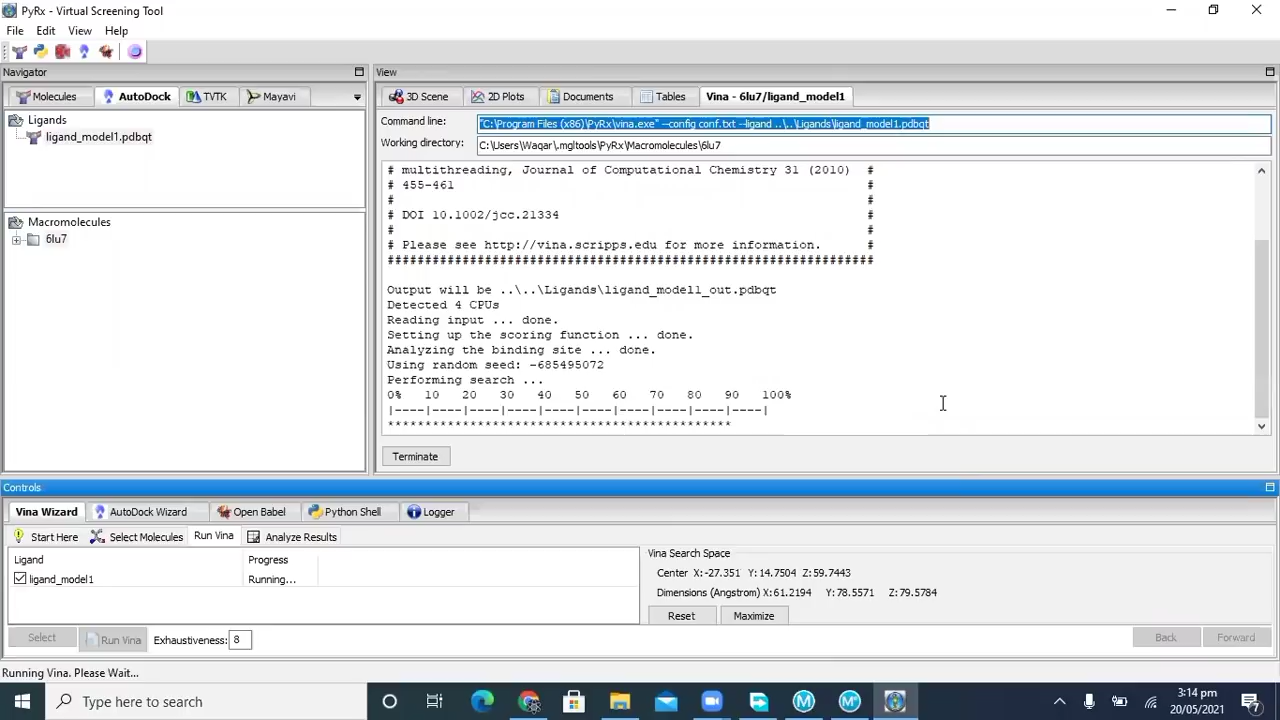 PyRx - Virtual Screening Tool
File Edit View Help
Navigator
View
Molecules AutoDock TVTK Mayavi
3D Scene 2D Plots Documents Tables Vina - 6lu7/ligand_model1
Ligands
ligand_model1.pdbqt
Macromolecules
6lu7
Command line: "C:\Program Files (x86)\PyRx\vina.exe" --config conf.txt --ligand ..\..\Ligands\ligand_model1.pdbqt
Working directory: C:\Users\Waqar\.mgltools\PyRx\Macromolecules\6lu7
# multithreading, Journal of Computational Chemistry 31 (2010) #
# 455-461 #
# #
# DOI 10.1002/jcc.21334 #
# #
# Please see http://vina.scripps.edu for more information. #
#################################################################
Output will be ..\..\Ligands\ligand_model1_out.pdbqt
Detected 4 CPUs
Reading input ... done.
Setting up the scoring function ... done.
Analyzing the binding site ... done.
Using random seed: -685495072
Performing search ...
0% 10 20 30 40 50 60 70 80 90 100%
|----|----|----|----|----|----|----|----|----|----|
**********************************************
Terminate
Controls
Vina Wizard AutoDock Wizard Open Babel Python Shell Logger
Start Here Select Molecules Run Vina Analyze Results
Ligand Progress
ligand_model1 Running...
Vina Search Space
Center X:-27.351 Y:14.7504 Z:59.7443
Dimensions (Angstrom) X:61.2194 Y:78.5571 Z:79.5784
Reset Maximize
Select Run Vina Exhaustiveness: 8
Back Forward
Running Vina. Please Wait...
Type here to search
3:14 pm
20/05/2021
7